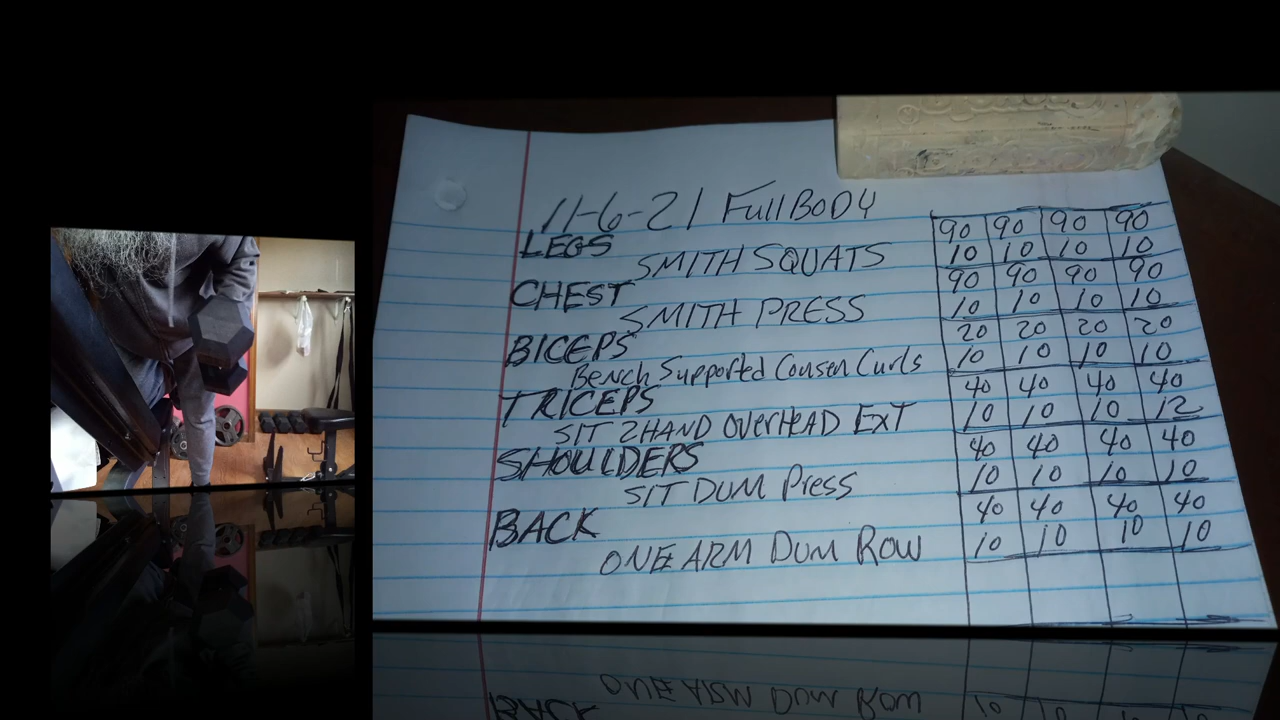 11-6-21 Full BODY
LEGS 90 90 90 90
SMITH SQUATS 10 10 10 10
CHEST 90 90 90 90
SMITH PRESS 10 10 10 10
BICEPS 20 20 20 20
Bench Supported Consen Curls 10 10 10 10
TRICEPS 40 40 40 40
SIT 2HAND OVERHEAD EXT 10 10 10 12
SHOULDERS 40 40 40 40
SIT DUM Press 10 10 10 10
BACK 40 40 40 40
ONE ARM DUM ROW 10 10 10 10